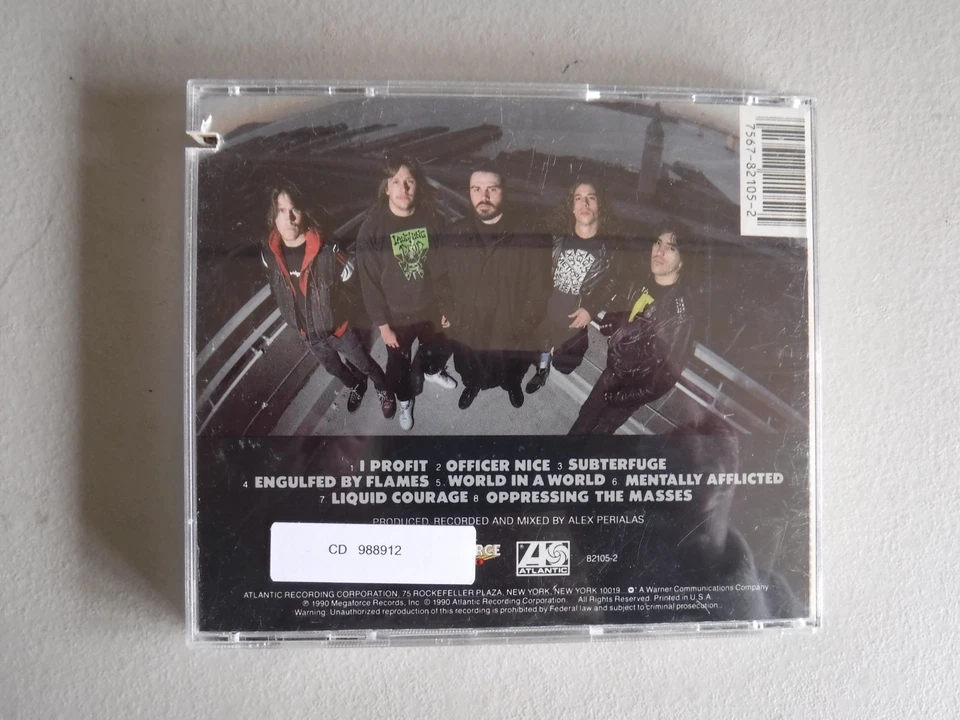 7567-82105-2
1 I PROFIT 2 OFFICER NICE 3 SUBTERFUGE
4 ENGULFED BY FLAMES 5. WORLD IN A WORLD 6 MENTALLY AFFLICTED
7 LIQUID COURAGE 8 OPPRESSING THE MASSES
PRODUCED, RECORDED AND MIXED BY ALEX PERIALAS
CD 988912
ATLANTIC
82105-2
ATLANTIC RECORDING CORPORATION, 75 ROCKEFELLER PLAZA, NEW YORK, NEW YORK 10019. A Warner Communications Company
℗ 1990 Megaforce Records, Inc. © 1990 Atlantic Recording Corporation. All Rights Reserved. Printed in U.S.A.
Warning: Unauthorized reproduction of this recording is prohibited by Federal law and subject to criminal prosecution.